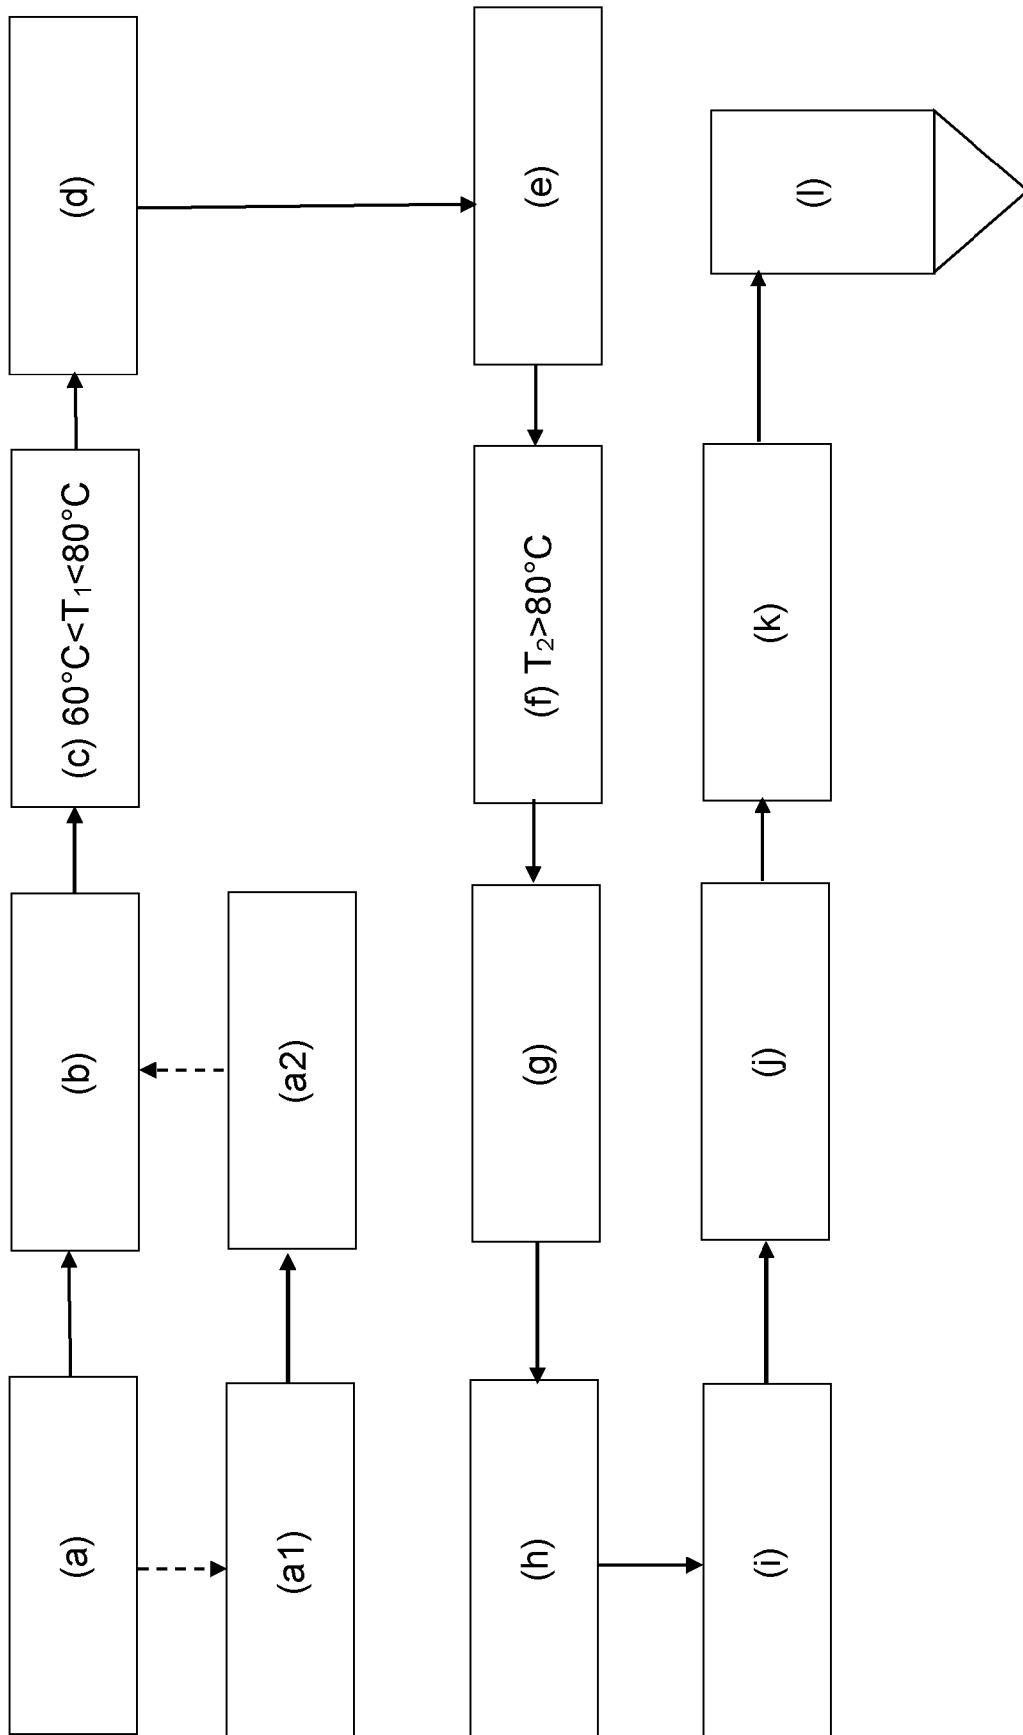 (a)
(b)
(c) 60°C<T₁<80°C
(d)
(a1)
(a2)
(h)
(g)
(f) T₂>80°C
(e)
(i)
(j)
(k)
(l)